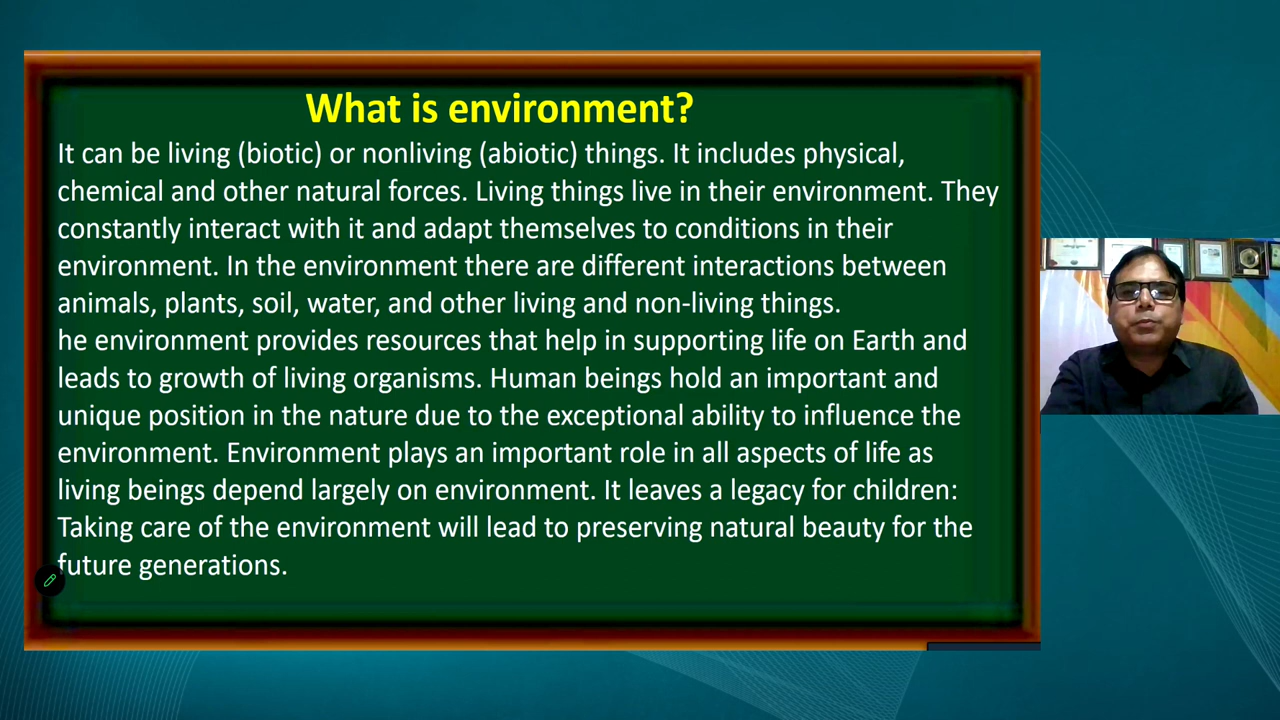 What is environment?
It can be living (biotic) or nonliving (abiotic) things. It includes physical,
chemical and other natural forces. Living things live in their environment. They
constantly interact with it and adapt themselves to conditions in their
environment. In the environment there are different interactions between
animals, plants, soil, water, and other living and non-living things.
he environment provides resources that help in supporting life on Earth and
leads to growth of living organisms. Human beings hold an important and
unique position in the nature due to the exceptional ability to influence the
environment. Environment plays an important role in all aspects of life as
living beings depend largely on environment. It leaves a legacy for children:
Taking care of the environment will lead to preserving natural beauty for the
future generations.